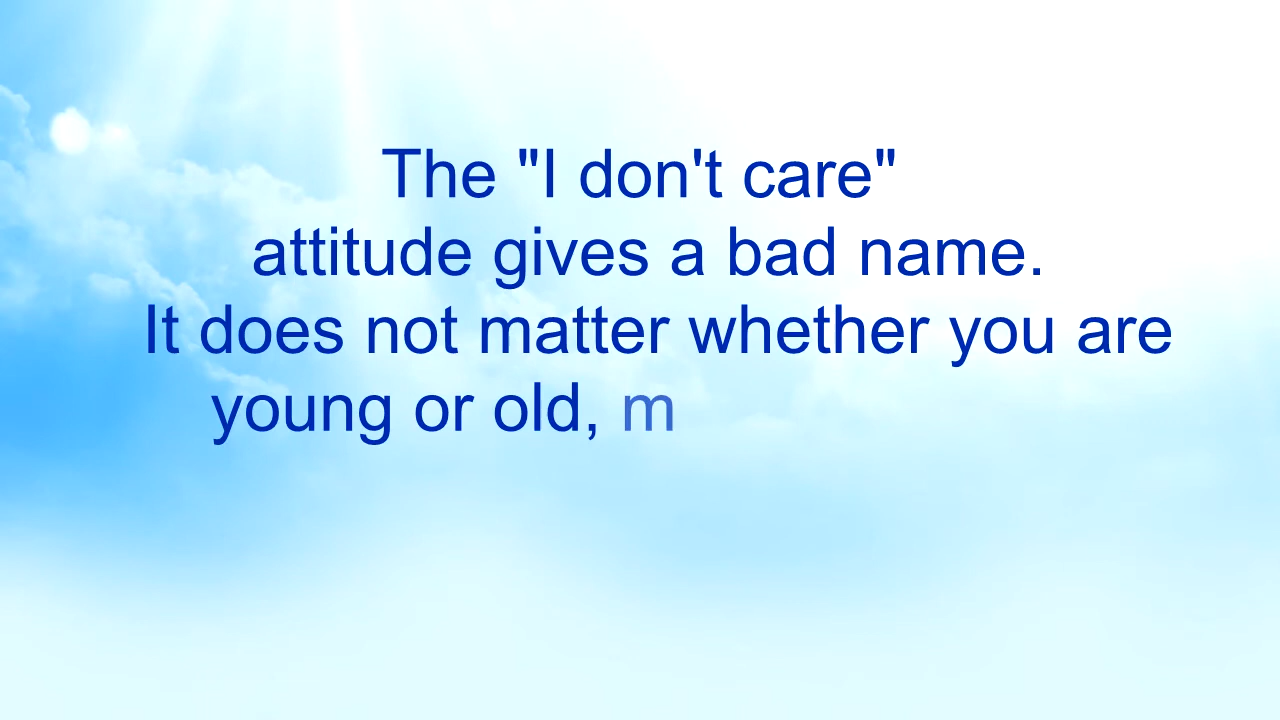 The "I don't care"
attitude gives a bad name.
It does not matter whether you are
young or old, m